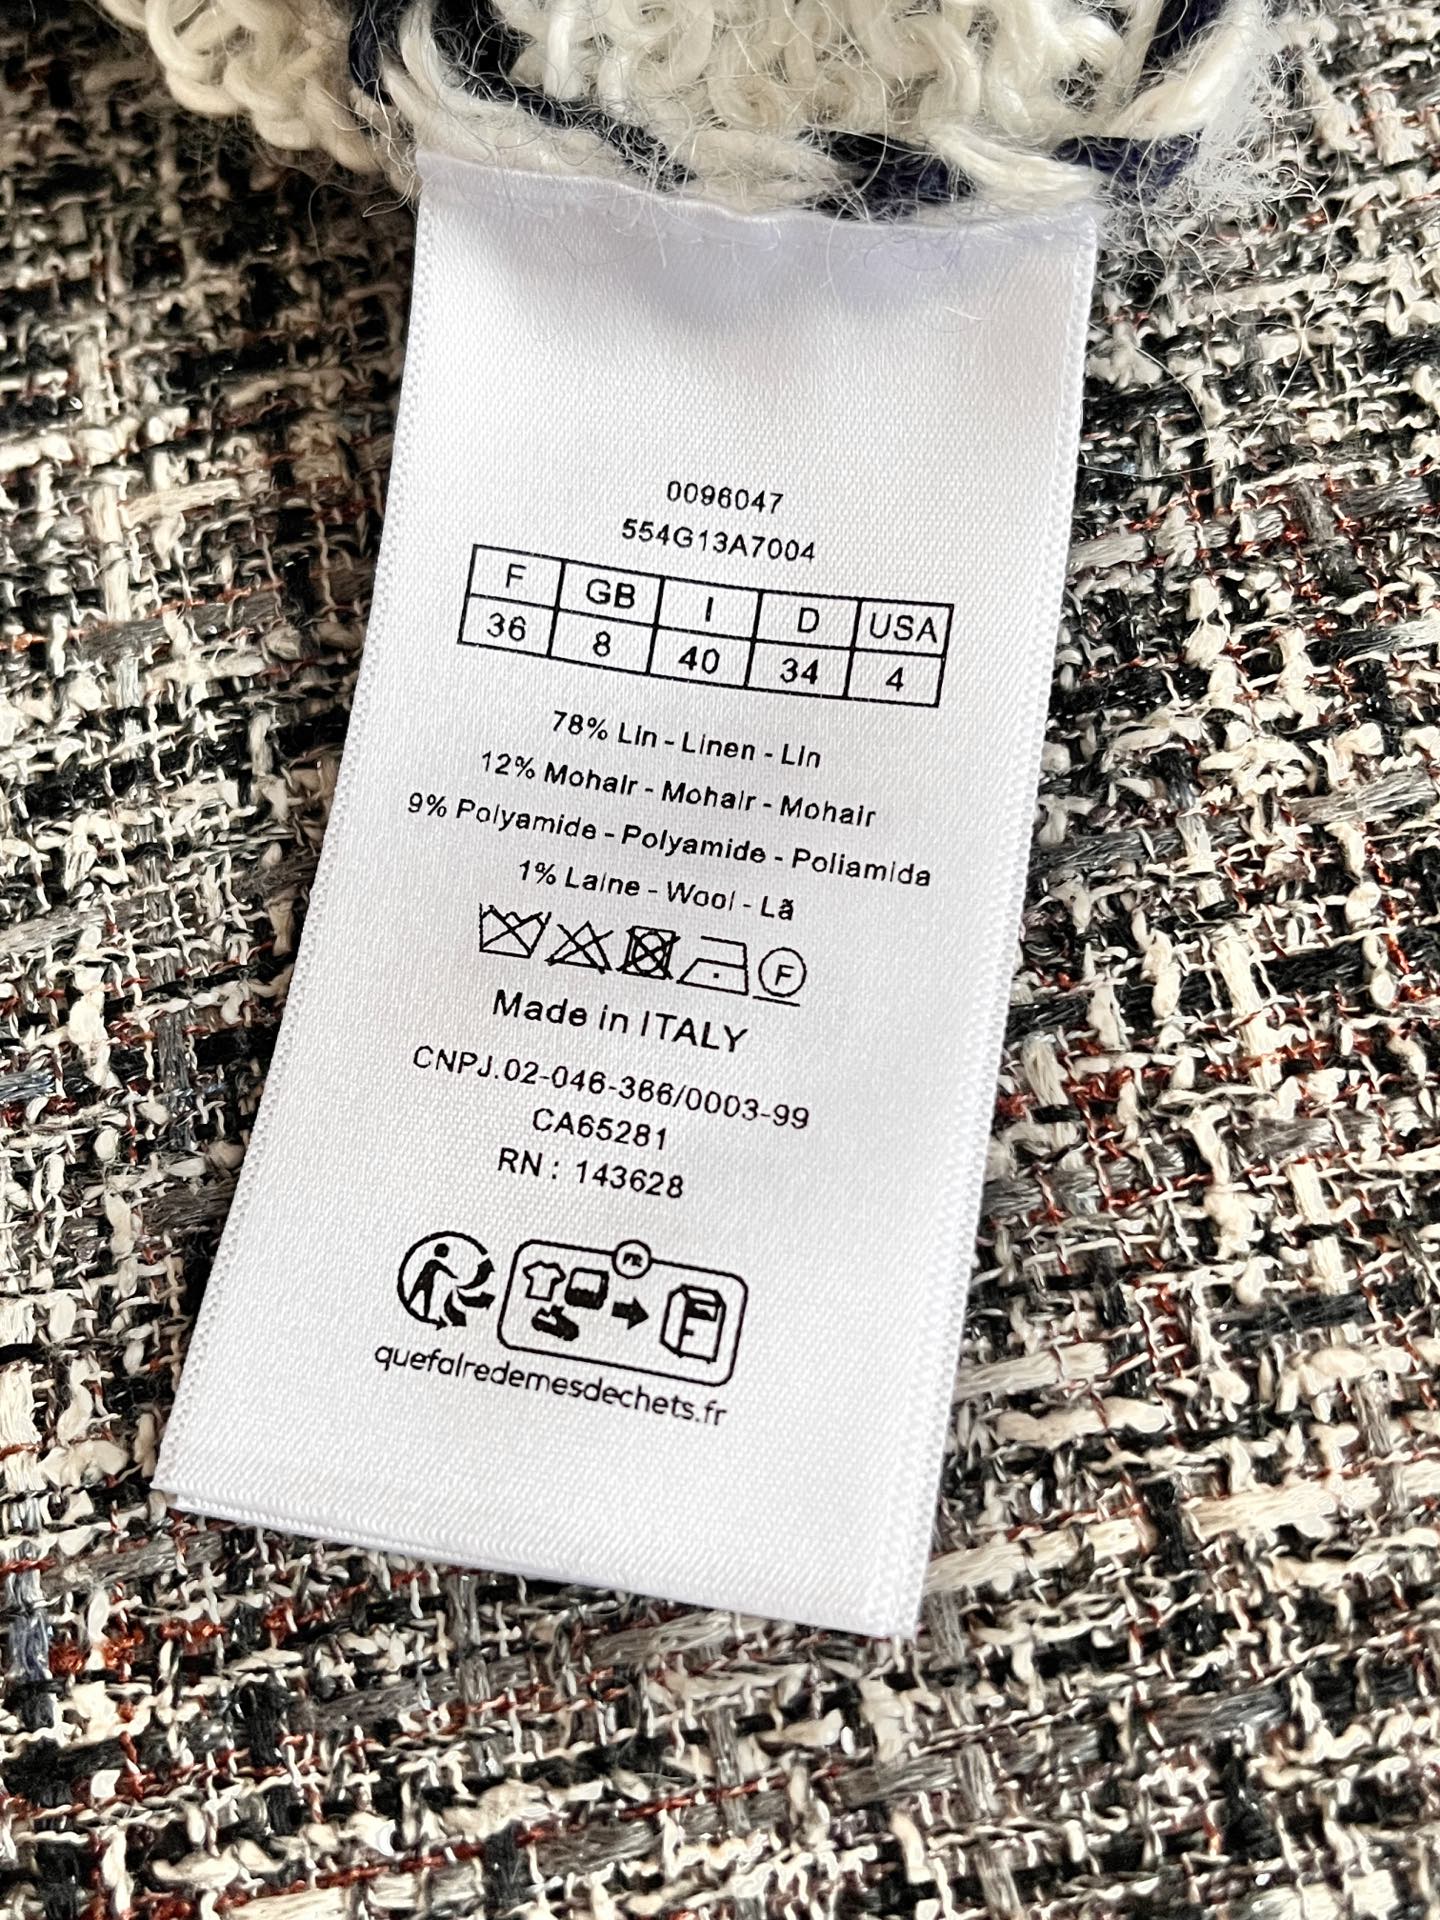 0096047
554G13A7004
F GB I D USA
36 8 40 34 4
78% Lin - Linen - Lin
12% Mohair - Mohair - Mohair
9% Polyamide - Polyamide - Poliamida
1% Laine - Wool - Lã
F
Made in ITALY
CNPJ.02-046-366/0003-99
CA65281
RN : 143628
FR
quefairedemesdechets.fr